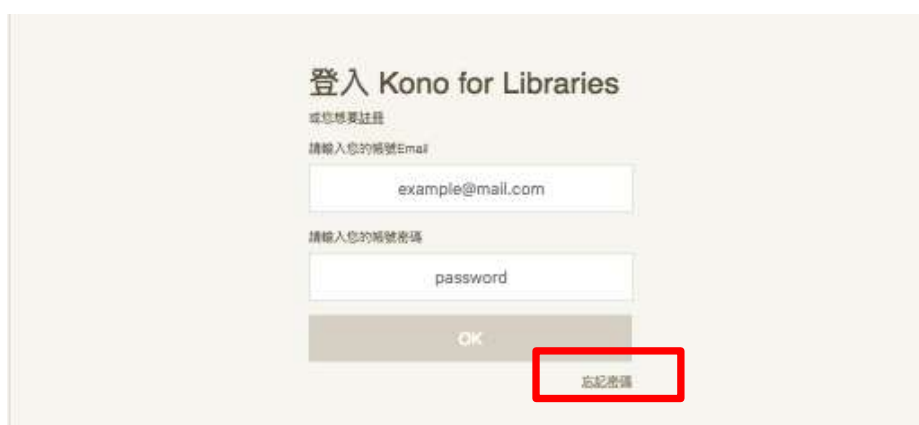 登入 Kono for Libraries
或您想要註冊
請輸入您的帳號Email
example@mail.com
請輸入您的帳號密碼
password
OK
忘記密碼